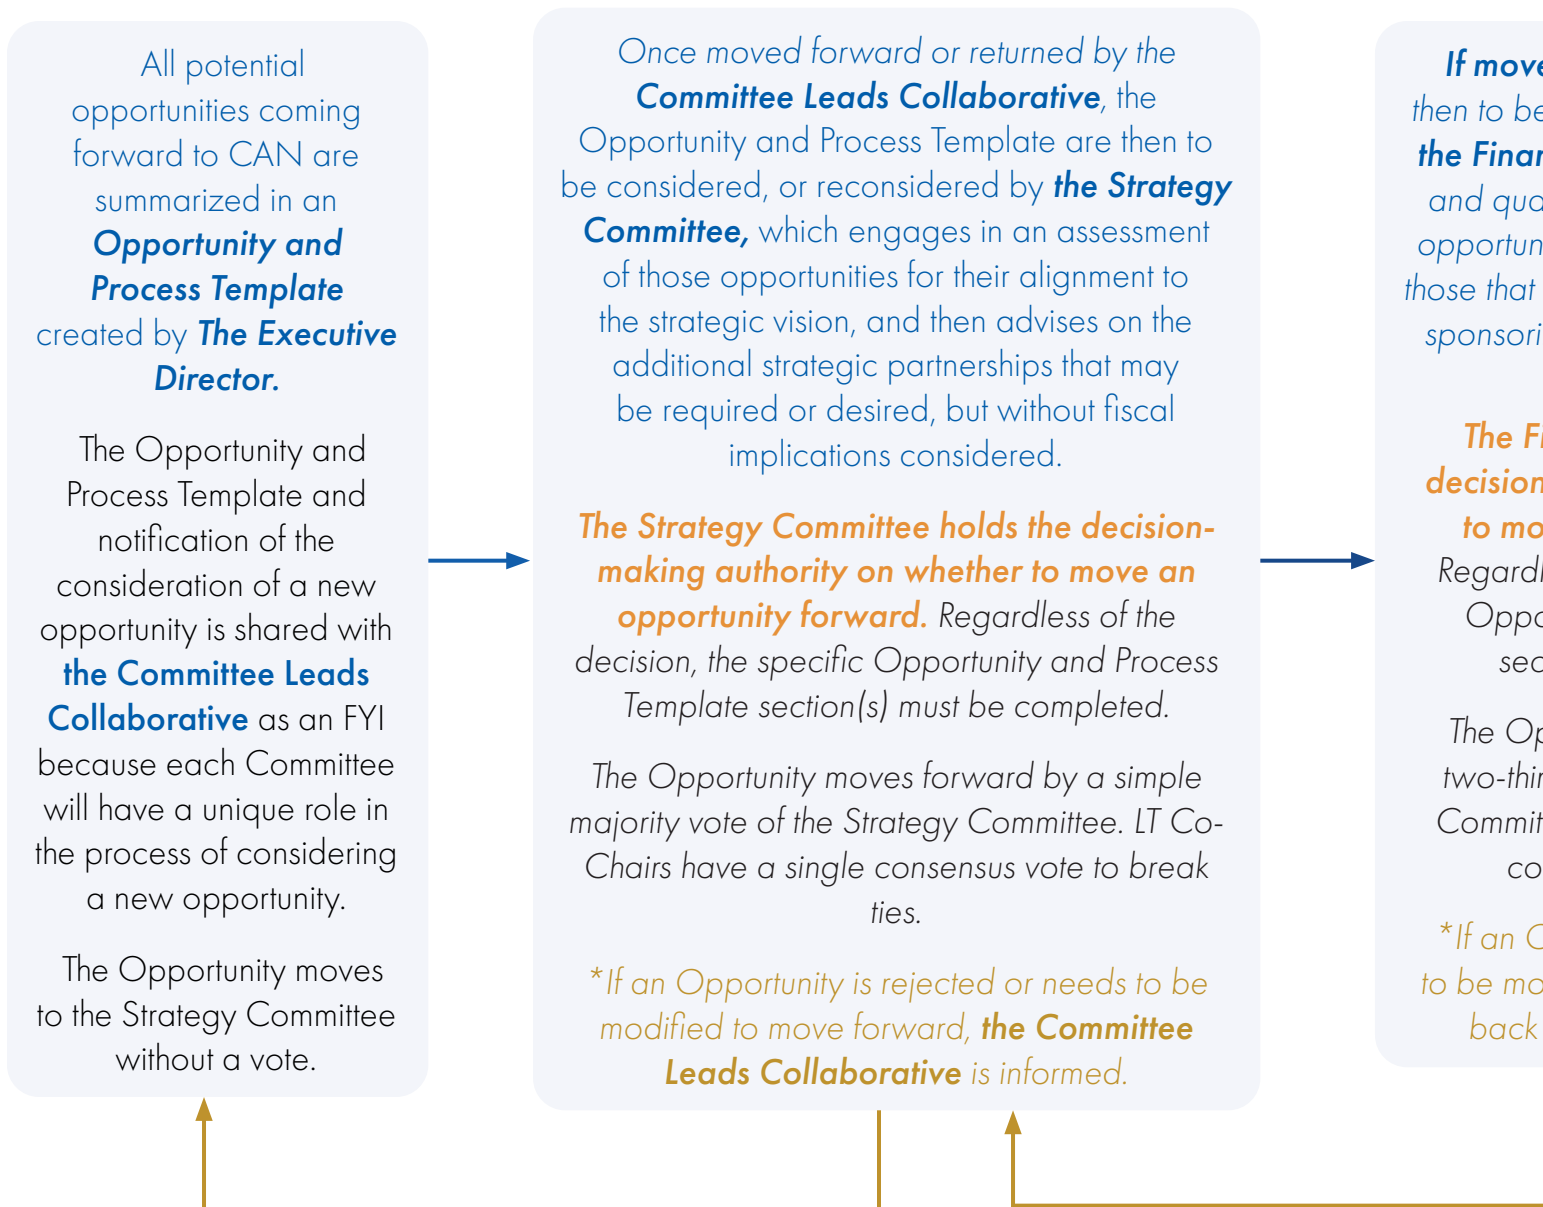 All potential
opportunities coming
forward to CAN are
summarized in an
Opportunity and
Process Template
created by The Executive
Director.
The Opportunity and
Process Template and
notification of the
consideration of a new
opportunity is shared with
the Committee Leads
Collaborative as an FYI
because each Committee
will have a unique role in
the process of considering
a new opportunity.
The Opportunity moves
to the Strategy Committee
without a vote.
Once moved forward or returned by the
Committee Leads Collaborative, the
Opportunity and Process Template are then to
be considered, or reconsidered by the Strategy
Committee, which engages in an assessment
of those opportunities for their alignment to
the strategic vision, and then advises on the
additional strategic partnerships that may
be required or desired, but without fiscal
implications considered.
The Strategy Committee holds the decision-
making authority on whether to move an
opportunity forward. Regardless of the
decision, the specific Opportunity and Process
Template section(s) must be completed.
The Opportunity moves forward by a simple
majority vote of the Strategy Committee. LT Co-
Chairs have a single consensus vote to break
ties.
*If an Opportunity is rejected or needs to be
modified to move forward, the Committee
Leads Collaborative is informed.
If move
then to be
the Finan
and qua
opportun
those that
sponsori
The Fi
decision
to mo
Regardl
Oppo
sec
The Op
two-thir
Committ
co
*If an O
to be mo
back